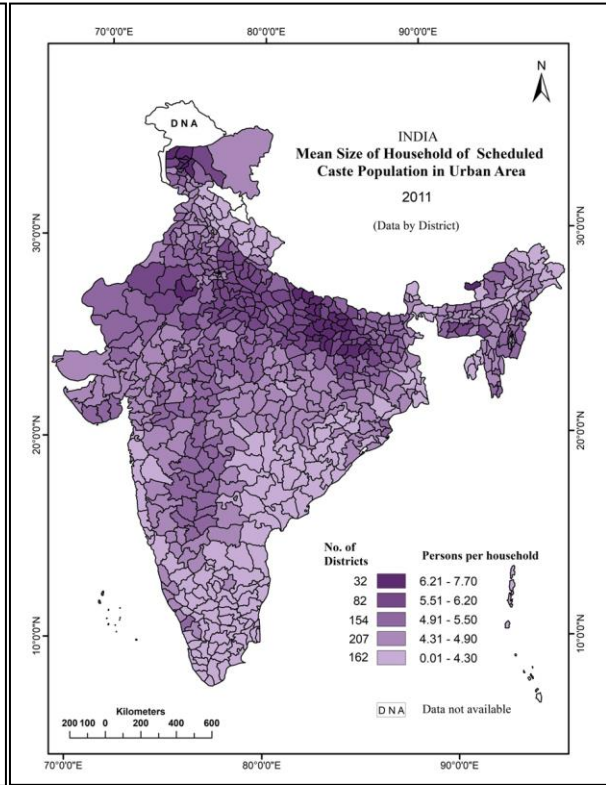 70°0'0"E 80°0'0"E 90°0'0"E
N
D N A
INDIA
Mean Size of Household of Scheduled
Caste Population in Urban Area
2011
(Data by District)
30°0'0"N 30°0'0"N
20°0'0"N 20°0'0"N
No. of
Districts Persons per household
32 6.21 - 7.70
82 5.51 - 6.20
154 4.91 - 5.50
207 4.31 - 4.90
162 0.01 - 4.30
10°0'0"N 10°0'0"N
D N A Data not available
Kilometers
200 100 0 200 400 600
70°0'0"E 80°0'0"E 90°0'0"E